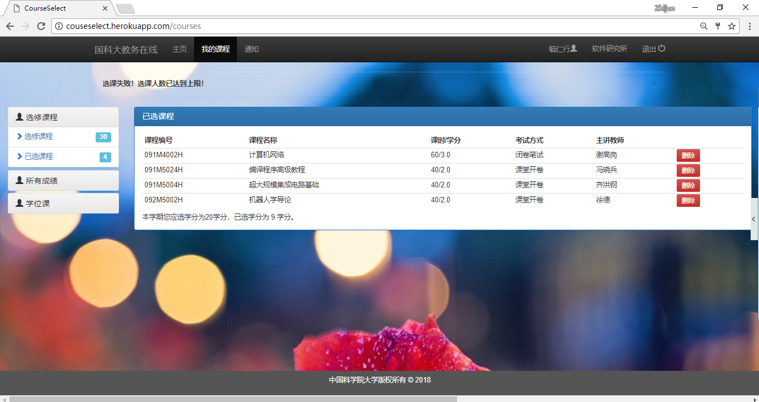 CourseSelect
couseselect.herokuapp.com/courses
国科大教务在线 主页 我的课程 通知 软件研究所 退出
选课失败！选课人数已达到上限！
选修课程
选修课程 30
已选课程 4
所有成绩
学位课
已选课程
课程编号 课程名称 课时/学分 考试方式 主讲教师
091M4002H 计算机网络 60/3.0 闭卷笔试 谢高岗 删除
091M5024H 编译程序高级教程 40/2.0 课堂开卷 冯晓兵 删除
091M5004H 超大规模集成电路基础 40/2.0 课堂开卷 删除
092M5002H 机器人学导论 40/2.0 课堂开卷 徐德 删除
本学期您应选学分为20学分，已选学分为 9 学分。
中国科学院大学版权所有 © 2018